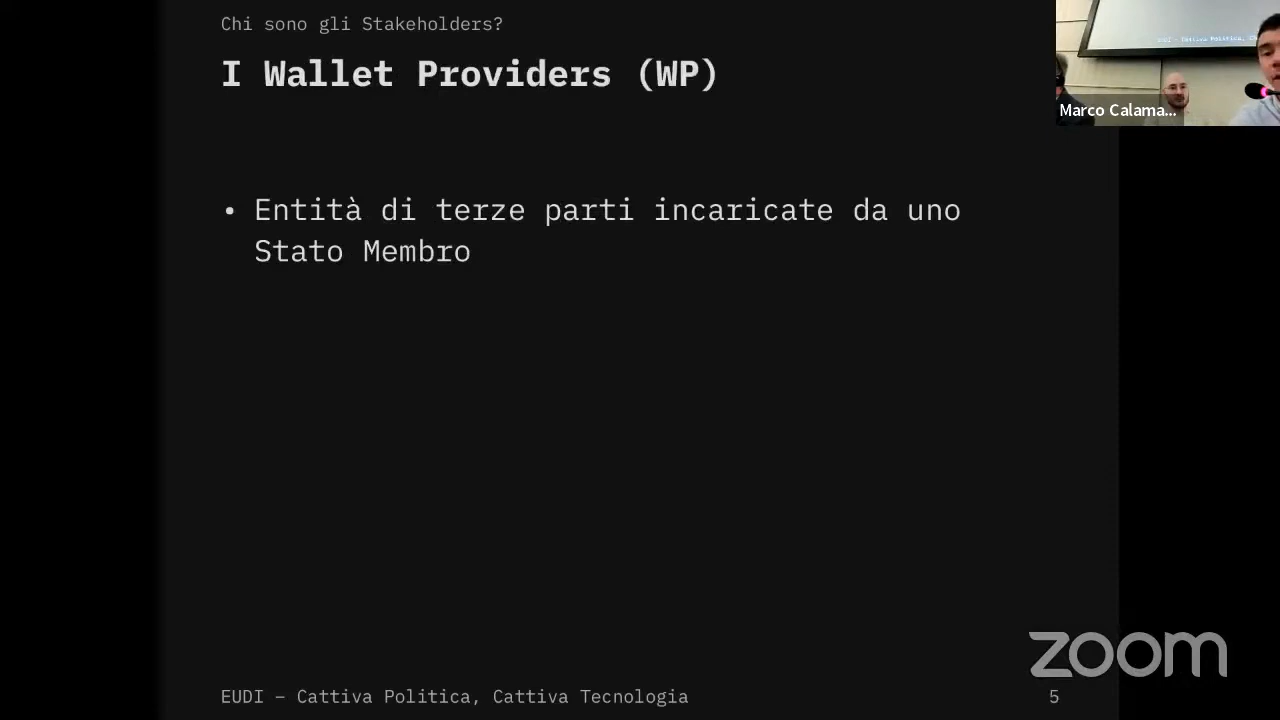 Chi sono gli Stakeholders?
I Wallet Providers (WP)
• Entità di terze parti incaricate da uno
Stato Membro
Marco Calama...
zoom
EUDI – Cattiva Politica, Cattiva Tecnologia
5